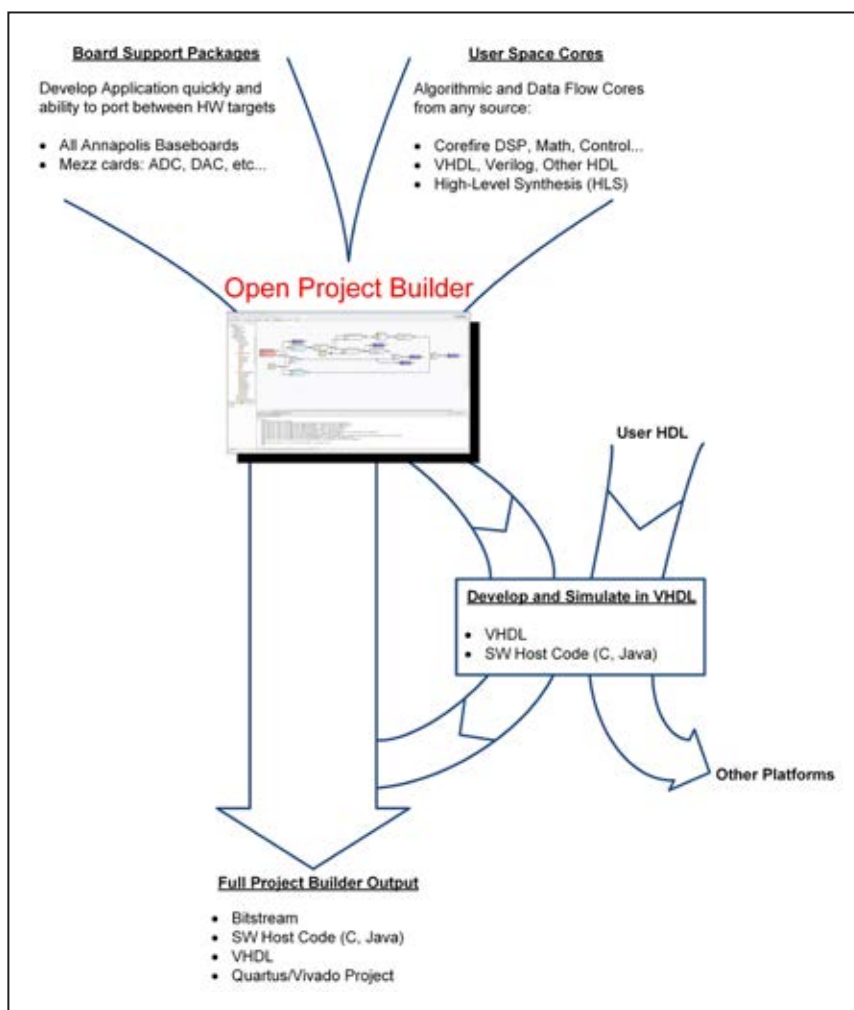 Board Support Packages
Develop Application quickly and
ability to port between HW targets
• All Annapolis Baseboards
• Mezz cards: ADC, DAC, etc...
User Space Cores
Algorithmic and Data Flow Cores
from any source:
• Corefire DSP, Math, Control...
• VHDL, Verilog, Other HDL
• High-Level Synthesis (HLS)
Open Project Builder
User HDL
Develop and Simulate in VHDL
• VHDL
• SW Host Code (C, Java)
Other Platforms
Full Project Builder Output
• Bitstream
• SW Host Code (C, Java)
• VHDL
• Quartus/Vivado Project